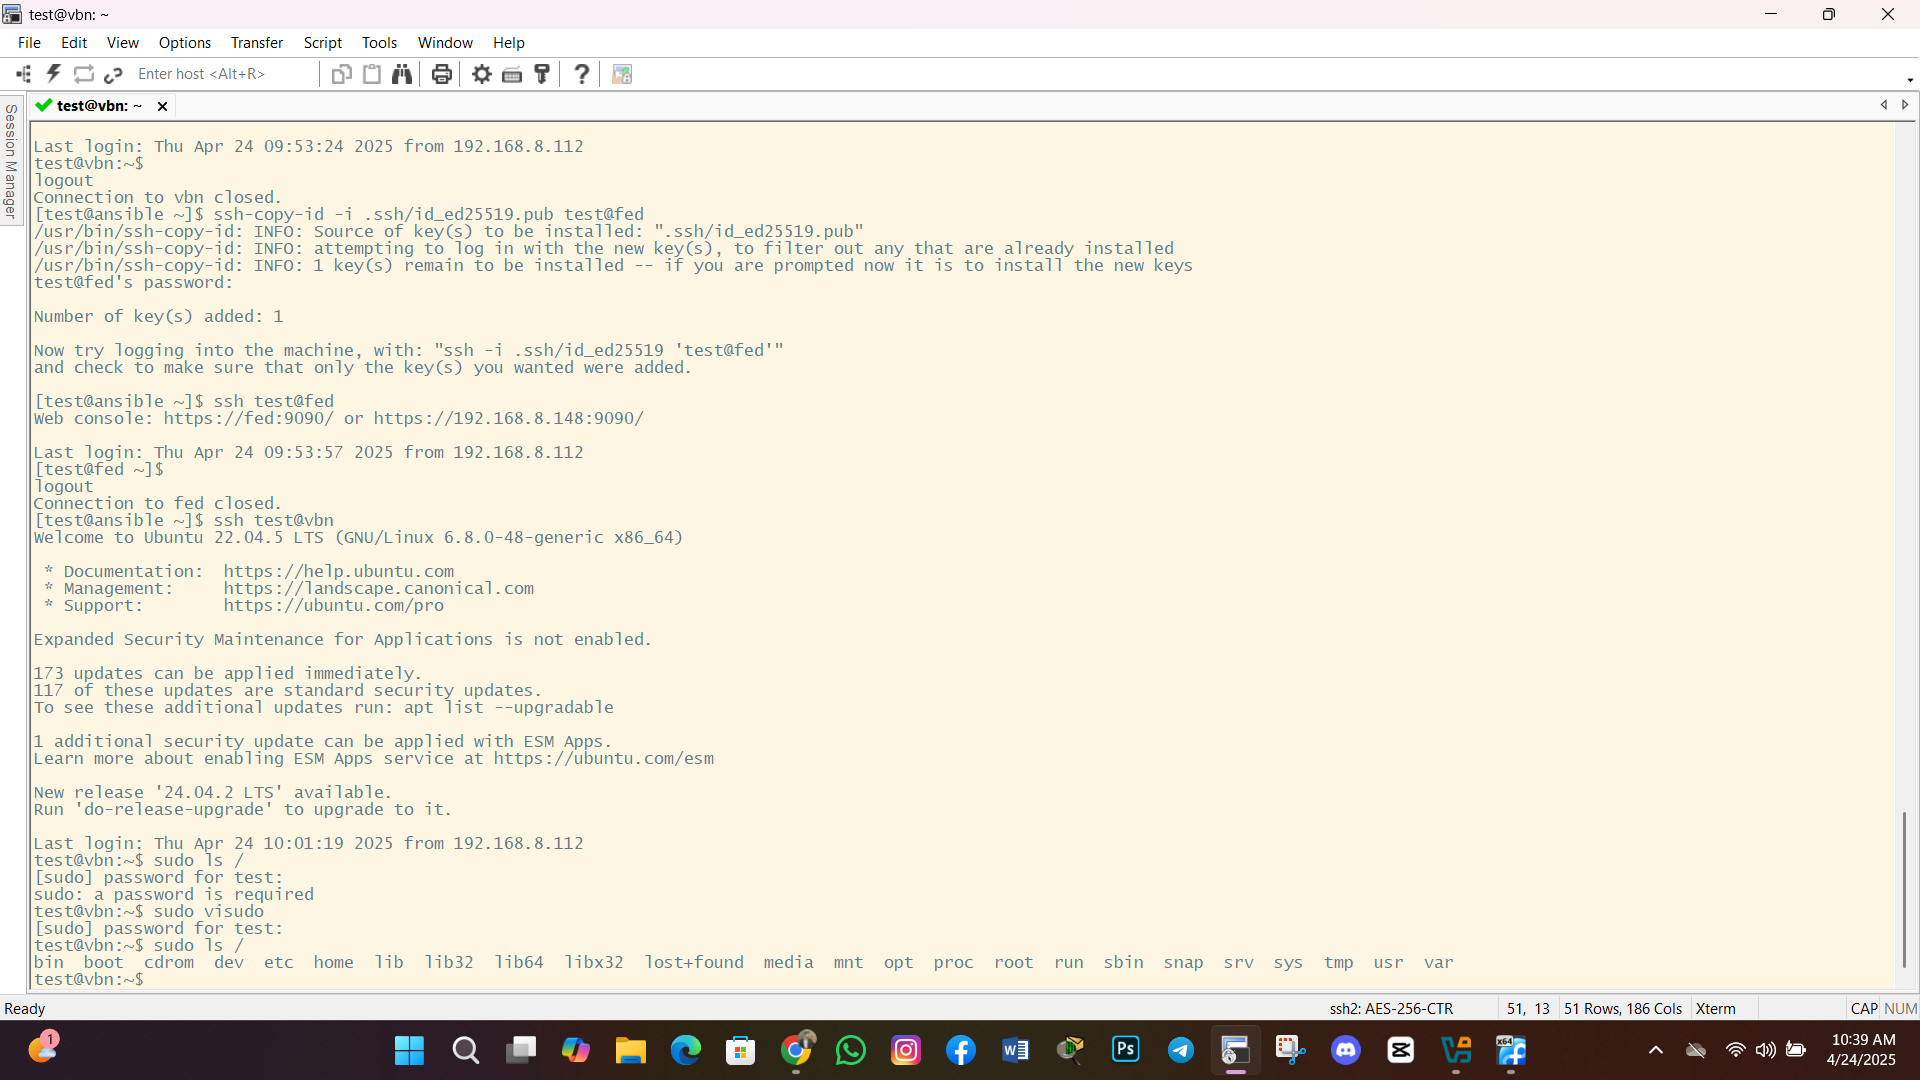 test@vbn: ~
File Edit View Options Transfer Script Tools Window Help
Enter host <Alt+R>
Session Manager
test@vbn: ~
Last login: Thu Apr 24 09:53:24 2025 from 192.168.8.112
test@vbn:~$
logout
Connection to vbn closed.
[test@ansible ~]$ ssh-copy-id -i .ssh/id_ed25519.pub test@fed
/usr/bin/ssh-copy-id: INFO: Source of key(s) to be installed: ".ssh/id_ed25519.pub"
/usr/bin/ssh-copy-id: INFO: attempting to log in with the new key(s), to filter out any that are already installed
/usr/bin/ssh-copy-id: INFO: 1 key(s) remain to be installed -- if you are prompted now it is to install the new keys
test@fed's password:
Number of key(s) added: 1
Now try logging into the machine, with: "ssh -i .ssh/id_ed25519 'test@fed'"
and check to make sure that only the key(s) you wanted were added.
[test@ansible ~]$ ssh test@fed
Web console: https://fed:9090/ or https://192.168.8.148:9090/
Last login: Thu Apr 24 09:53:57 2025 from 192.168.8.112
[test@fed ~]$
logout
Connection to fed closed.
[test@ansible ~]$ ssh test@vbn
Welcome to Ubuntu 22.04.5 LTS (GNU/Linux 6.8.0-48-generic x86_64)
* Documentation:  https://help.ubuntu.com
* Management:     https://landscape.canonical.com
* Support:        https://ubuntu.com/pro
Expanded Security Maintenance for Applications is not enabled.
173 updates can be applied immediately.
117 of these updates are standard security updates.
To see these additional updates run: apt list --upgradable
1 additional security update can be applied with ESM Apps.
Learn more about enabling ESM Apps service at https://ubuntu.com/esm
New release '24.04.2 LTS' available.
Run 'do-release-upgrade' to upgrade to it.
Last login: Thu Apr 24 10:01:19 2025 from 192.168.8.112
test@vbn:~$ sudo ls /
[sudo] password for test:
sudo: a password is required
test@vbn:~$ sudo visudo
[sudo] password for test:
test@vbn:~$ sudo ls /
bin  boot  cdrom  dev  etc  home  lib  lib32  lib64  libx32  lost+found  media  mnt  opt  proc  root  run  sbin  snap  srv  sys  tmp  usr  var
test@vbn:~$
Ready ssh2: AES-256-CTR 51, 13 51 Rows, 186 Cols Xterm CAP NUM
1 W Ps X64 10:39 AM
4/24/2025